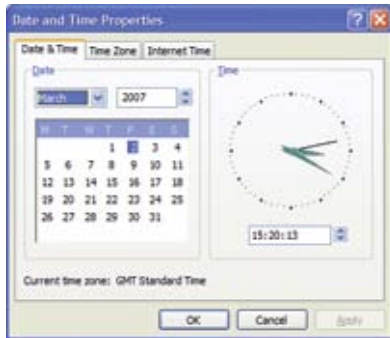 Date and Time Properties
Date & Time
Time Zone
Internet Time
Date
Time
March
2007
M T W T F S S
1 2 3 4
5 6 7 8 9 10 11
12 13 14 15 16 17 18
19 20 21 22 23 24 25
26 27 28 29 30 31
15:20:13
Current time zone: GMT Standard Time
OK
Cancel
Apply